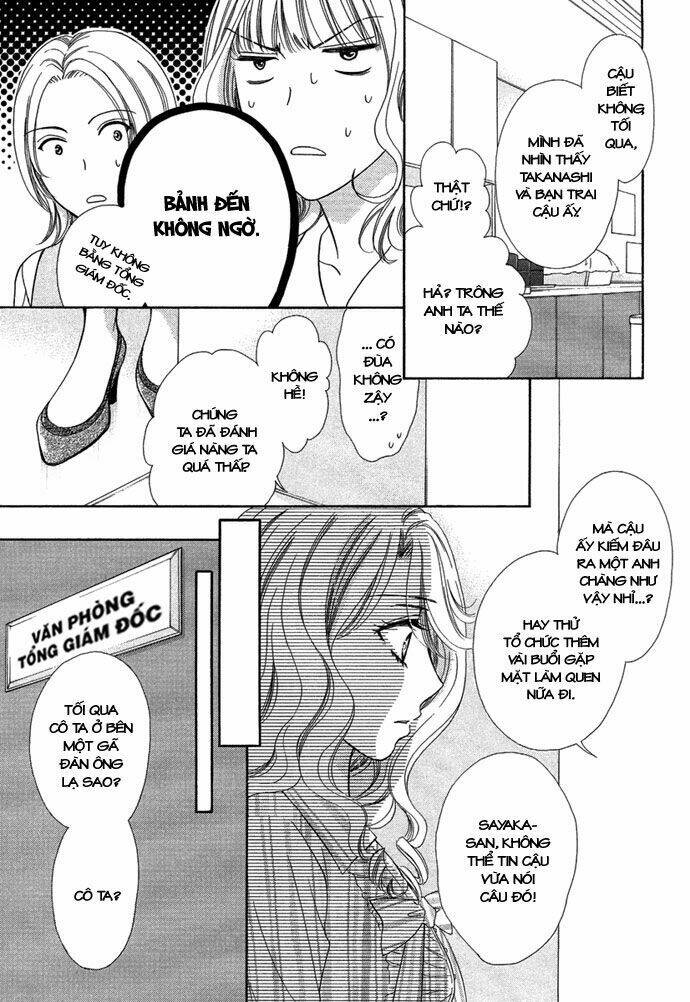 CẬU
BIẾT
KHÔNG,
TỐI
QUA,
MÌNH ĐÃ
NHÌN THẤY
TAKANASHI
VÀ BẠN TRAI
CẬU ẤY.
THẬT
CHỨ!?
HẢ? TRÔNG
ANH TA THẾ
NÀO?
BẢNH ĐẾN
KHÔNG NGỜ.
TUY KHÔNG
BẰNG TỔNG
GIÁM ĐỐC.
... CÓ
ĐÙA
KHÔNG
ZẬY
...?
KHÔNG
HỀ!
CHÚNG
TA ĐÃ ĐÁNH
GIÁ NÀNG TA
QUÁ THẤP?
MÀ CẬU
ẤY KIẾM ĐÂU
RA MỘT ANH
CHÀNG NHƯ
VẬY NHỈ...?
HAY THỬ
TỔ CHỨC THÊM
VÀI BUỔI GẶP
MẶT LÀM QUEN
NỮA ĐI.
SAYAKA-
SAN, KHÔNG
THỂ TIN CẬU
VỪA NÓI
CÂU ĐÓ!
VĂN PHÒNG
TỔNG GIÁM ĐỐC
TỐI QUA
CÔ TA Ở BÊN
MỘT GÃ
ĐÀN ÔNG
LẠ SAO?
CÔ TA?